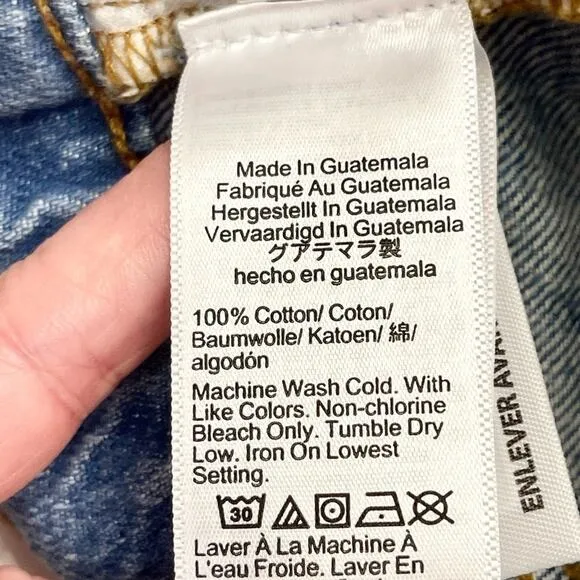 Made In Guatemala
Fabriqué Au Guatemala
Hergestellt In Guatemala
Vervaardigd In Guatemala
グアテマラ製
hecho en guatemala
100% Cotton/ Coton/
Baumwolle/ Katoen/ 綿/
algodón
Machine Wash Cold. With
Like Colors. Non-chlorine
Bleach Only. Tumble Dry
Low. Iron On Lowest
Setting.
30
Laver À La Machine À
L'eau Froide. Laver En
ENLEVER